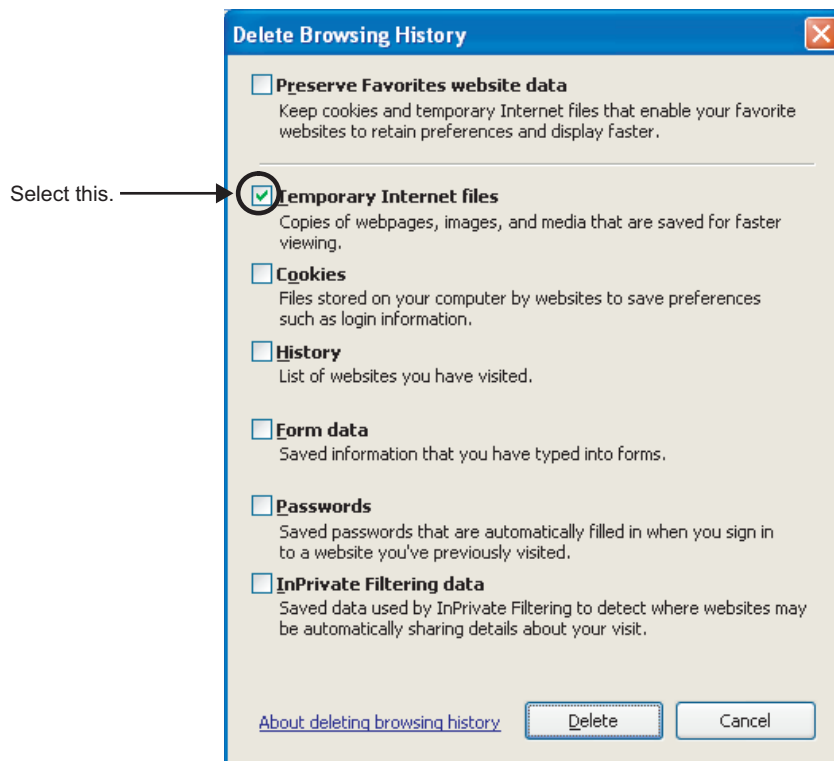 Delete Browsing History
Preserve Favorites website data
Keep cookies and temporary Internet files that enable your favorite
websites to retain preferences and display faster.
Select this.
Temporary Internet files
Copies of webpages, images, and media that are saved for faster
viewing.
Cookies
Files stored on your computer by websites to save preferences
such as login information.
History
List of websites you have visited.
Form data
Saved information that you have typed into forms.
Passwords
Saved passwords that are automatically filled in when you sign in
to a website you've previously visited.
InPrivate Filtering data
Saved data used by InPrivate Filtering to detect where websites may
be automatically sharing details about your visit.
About deleting browsing history
Delete
Cancel